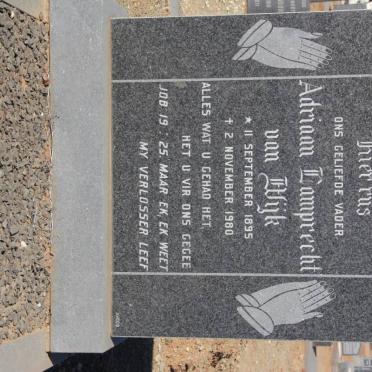 Hier rus
ONS GELIEFDE VADER
Adriaan Lamprecht
van Wijk
★ 11 SEPTEMBER 1895
✝ 2 NOVEMBER 1980
ALLES WAT U GEHAD HET,
HET U VIR ONS GEGEE
JOB. 19 : 25. MAAR EK, EK WEET
MY VERLOSSER LEEF